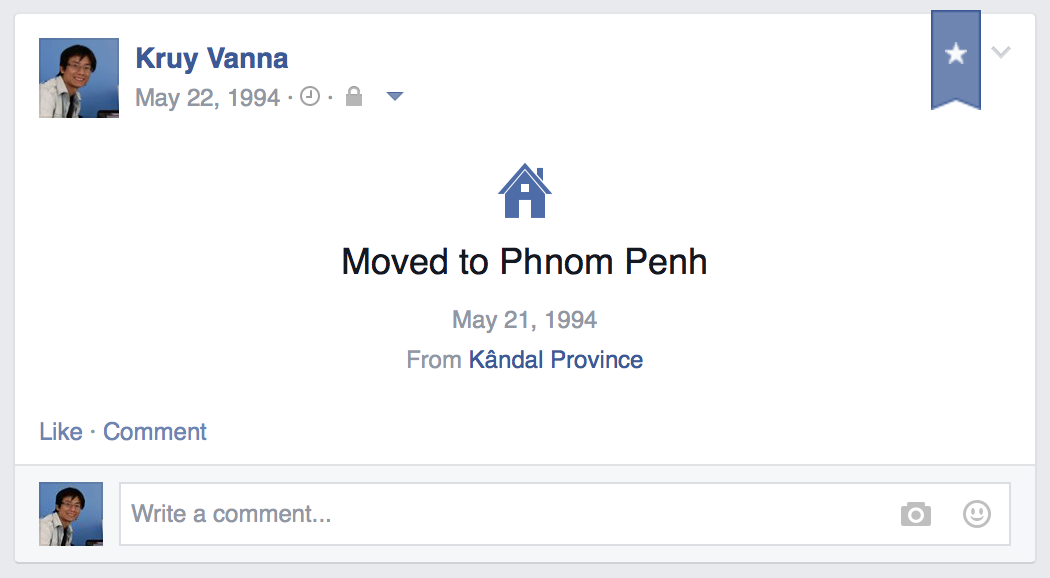 Kruy Vanna
May 22, 1994 · ·
Moved to Phnom Penh
May 21, 1994
From Kândal Province
Like · Comment
Write a comment...